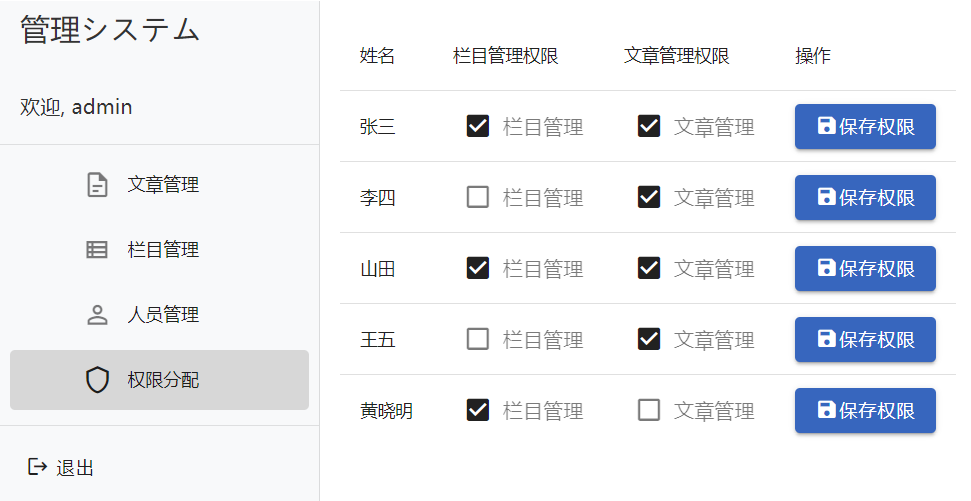 管理システム
欢迎, admin
文章管理
栏目管理
人员管理
权限分配
退出
姓名 栏目管理权限 文章管理权限 操作
张三 栏目管理 文章管理 保存权限
李四 栏目管理 文章管理 保存权限
山田 栏目管理 文章管理 保存权限
王五 栏目管理 文章管理 保存权限
黄晓明 栏目管理 文章管理 保存权限